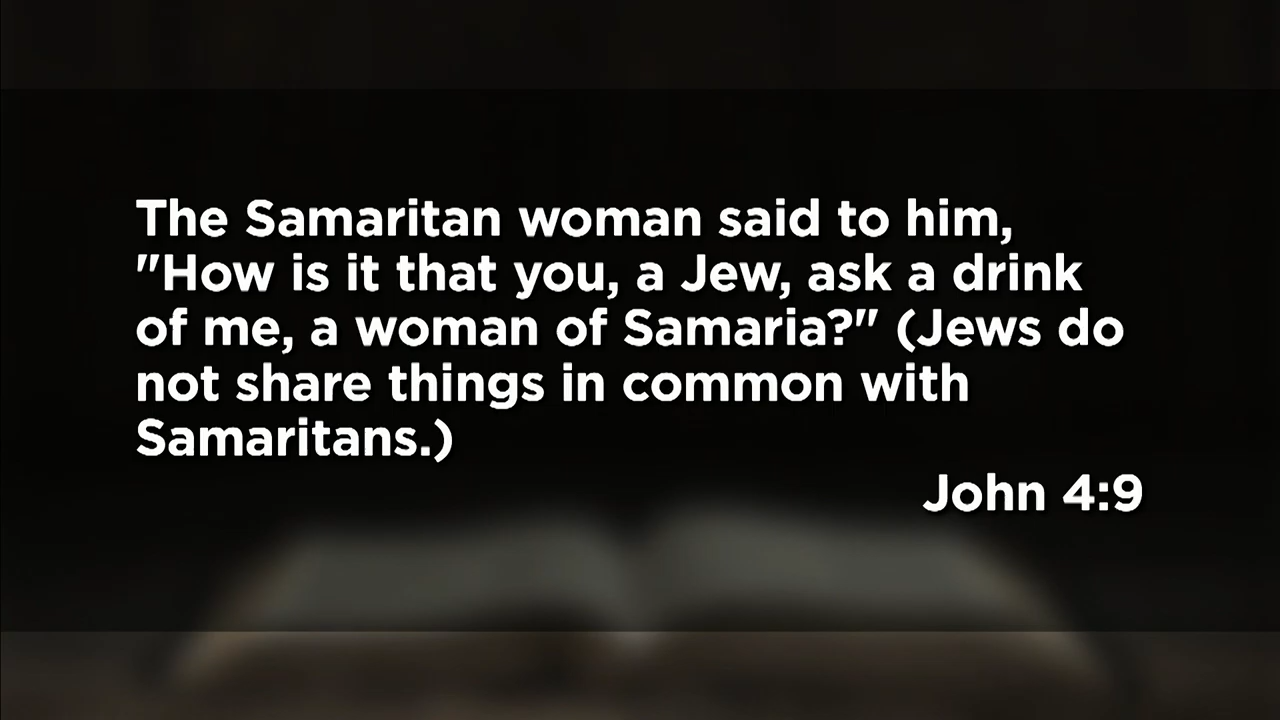 The Samaritan woman said to him,
"How is it that you, a Jew, ask a drink
of me, a woman of Samaria?" (Jews do
not share things in common with
Samaritans.)
John 4:9